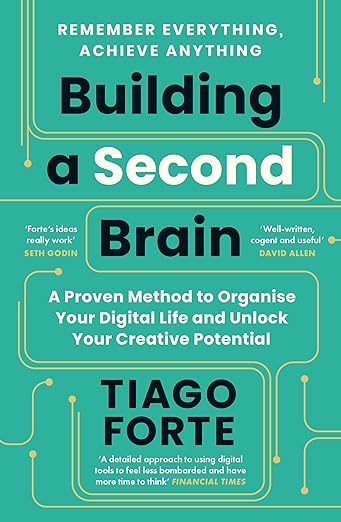 REMEMBER EVERYTHING,
ACHIEVE ANYTHING
Building
a Second
Brain
‘Forte’s ideas
really work’
SETH GODIN
‘Well-written,
cogent and useful’
DAVID ALLEN
A Proven Method to Organise
Your Digital Life and Unlock
Your Creative Potential
TIAGO
FORTE
‘A detailed approach to using digital
tools to feel less bombarded and have
more time to think’ FINANCIAL TIMES